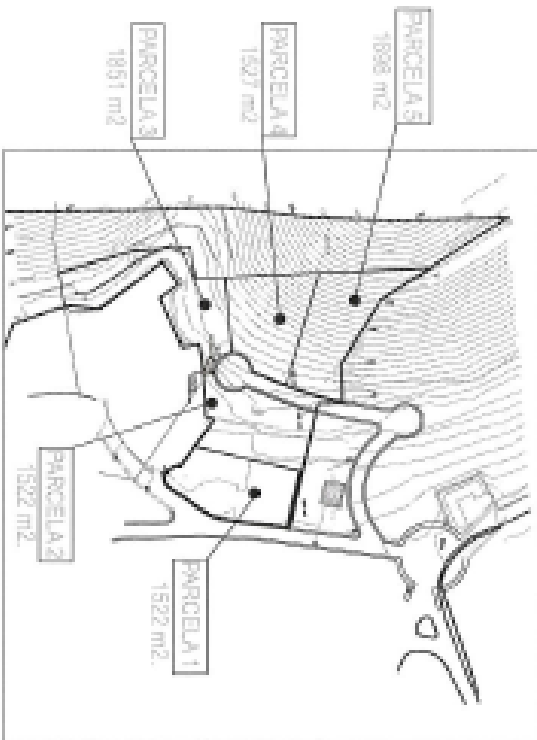 PARCELA 3
1851 m2
PARCELA 4
1527 m2
PARCELA 5
1898 m2
PARCELA 2
1522 m2.
PARCELA 1
1522 m2.